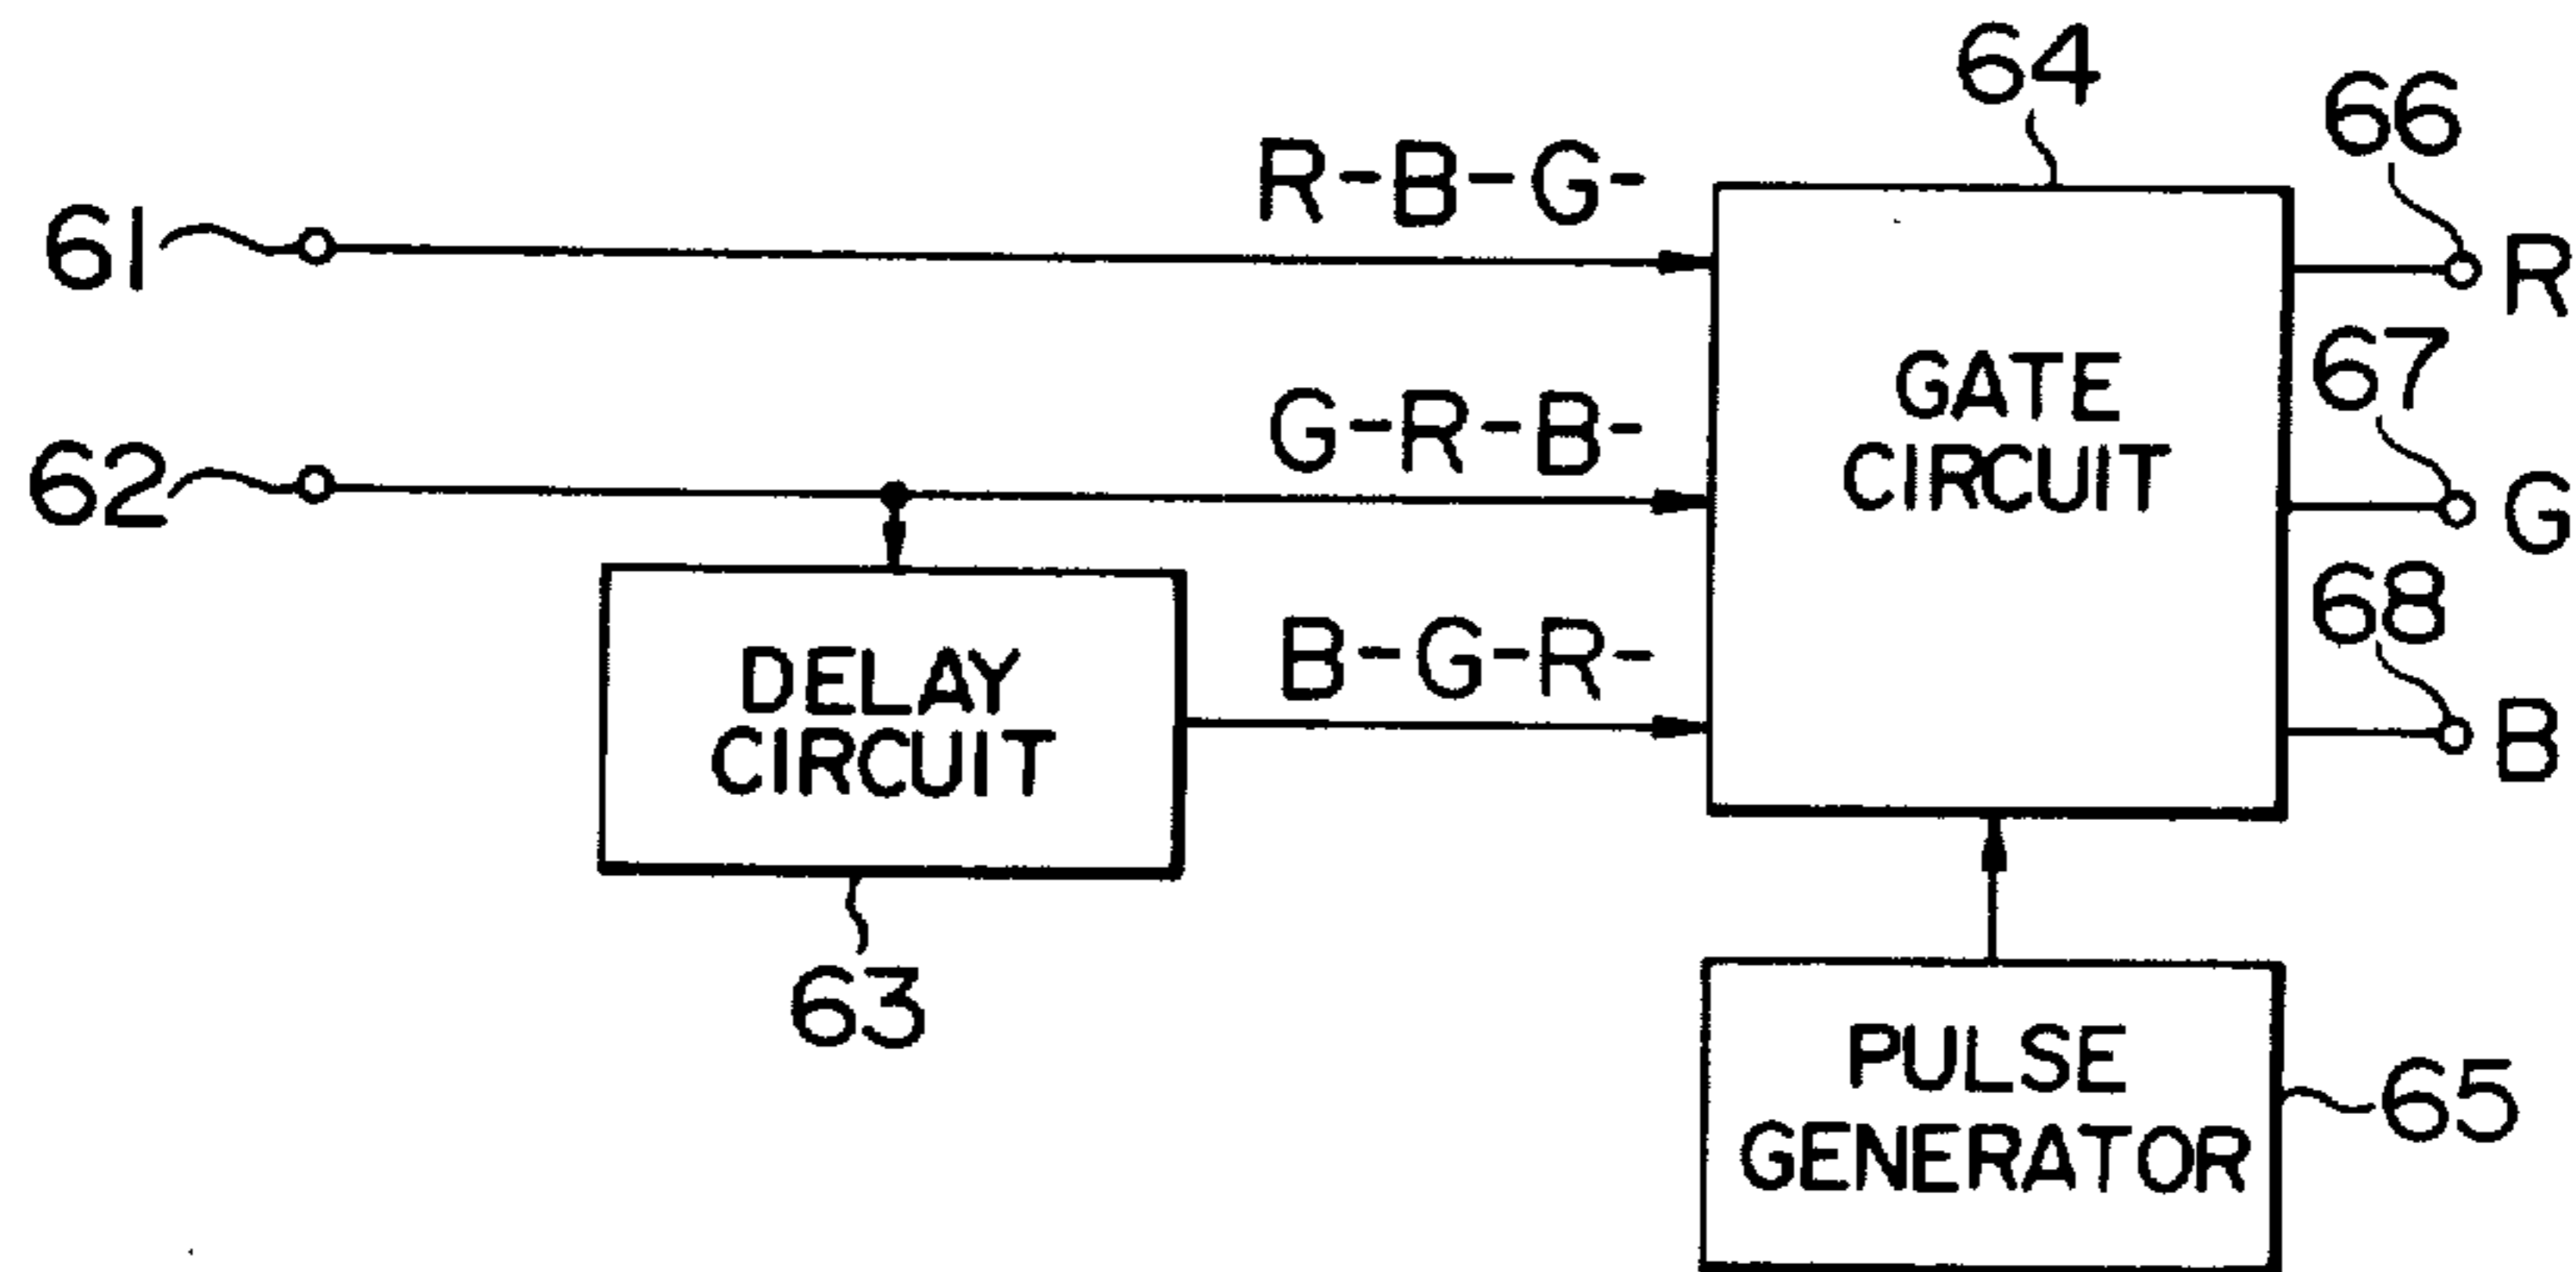 64
66
R-B-G-
61
R
GATE
CIRCUIT
67
G-R-B-
62
G
68
B-G-R-
DELAY
CIRCUIT
B
63
PULSE
GENERATOR
65